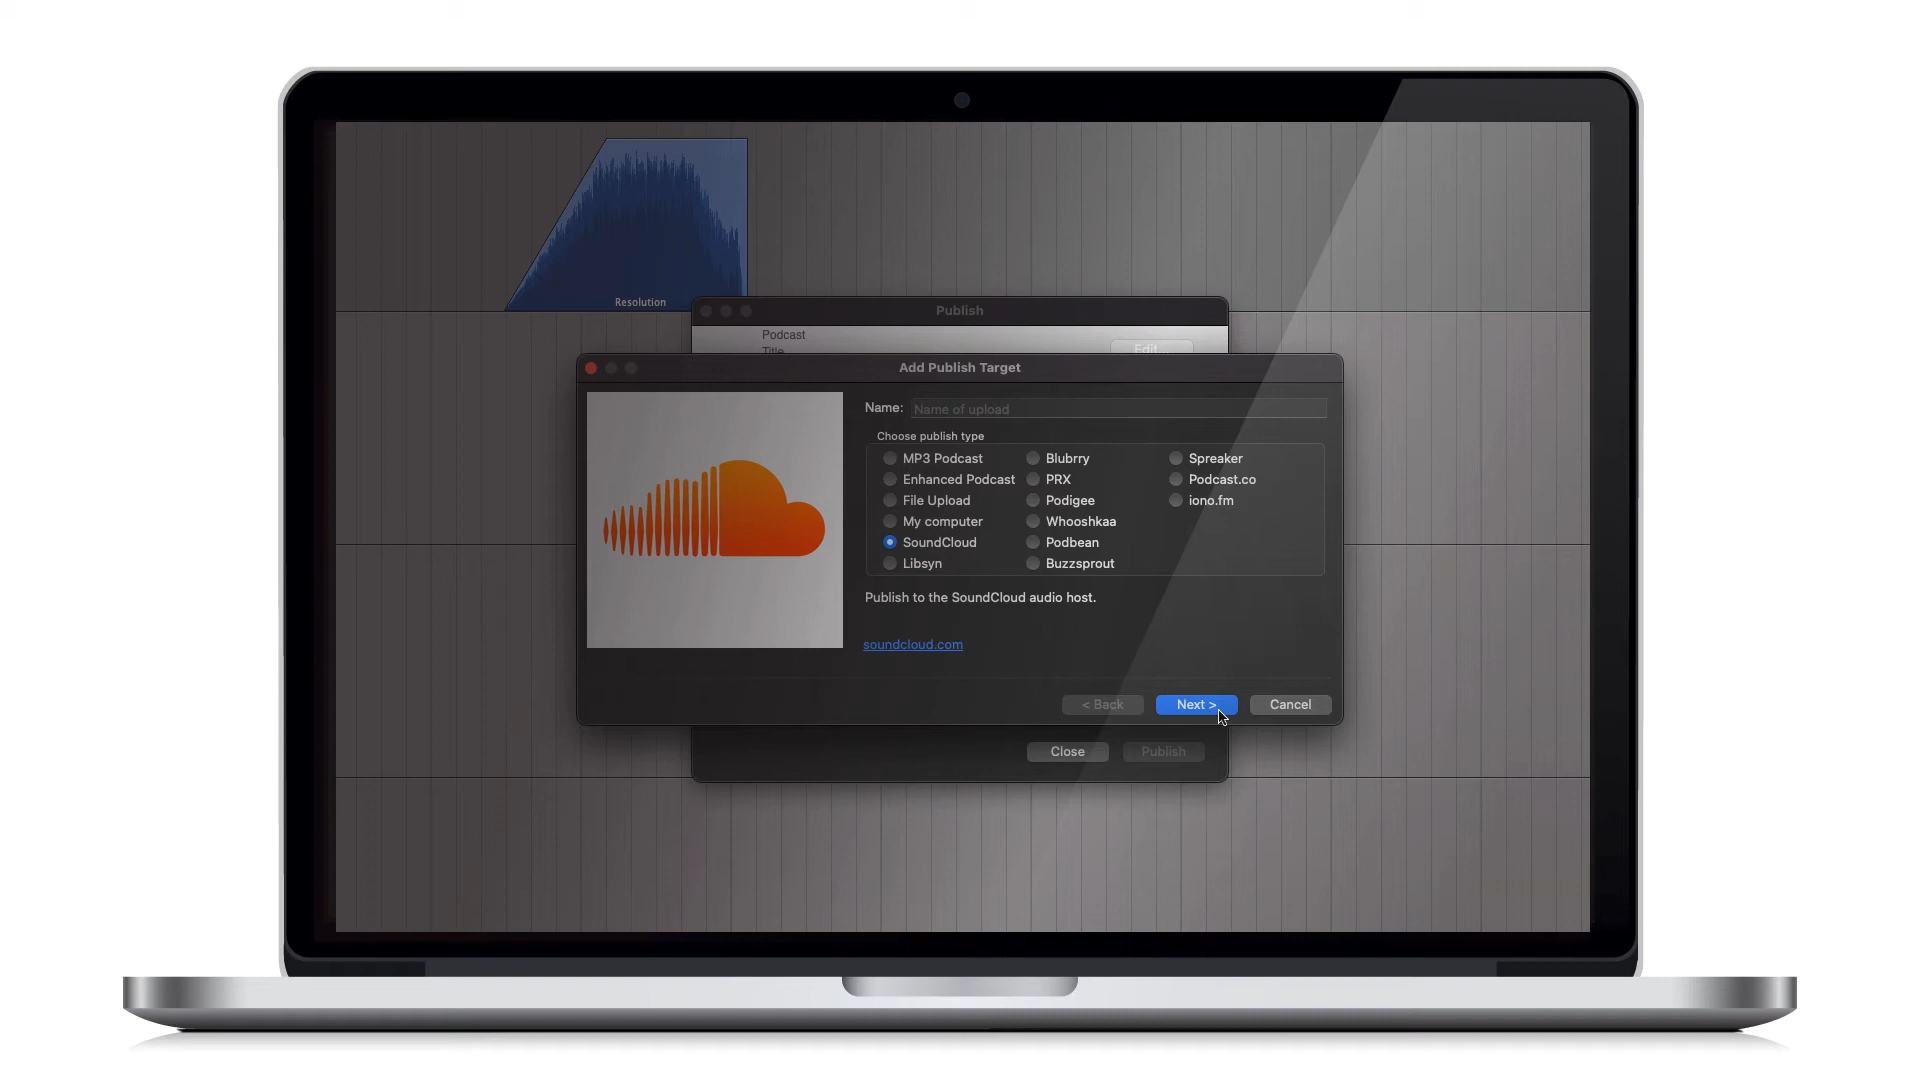 Resolution
Publish
Podcast
Title
Edit...
Add Publish Target
Name: Name of upload
Choose publish type
MP3 Podcast Blubrry Spreaker
Enhanced Podcast PRX Podcast.co
File Upload Podigee iono.fm
My computer Whooshkaa
SoundCloud Podbean
Libsyn Buzzsprout
Publish to the SoundCloud audio host.
soundcloud.com
< Back Next > Cancel
Close Publish